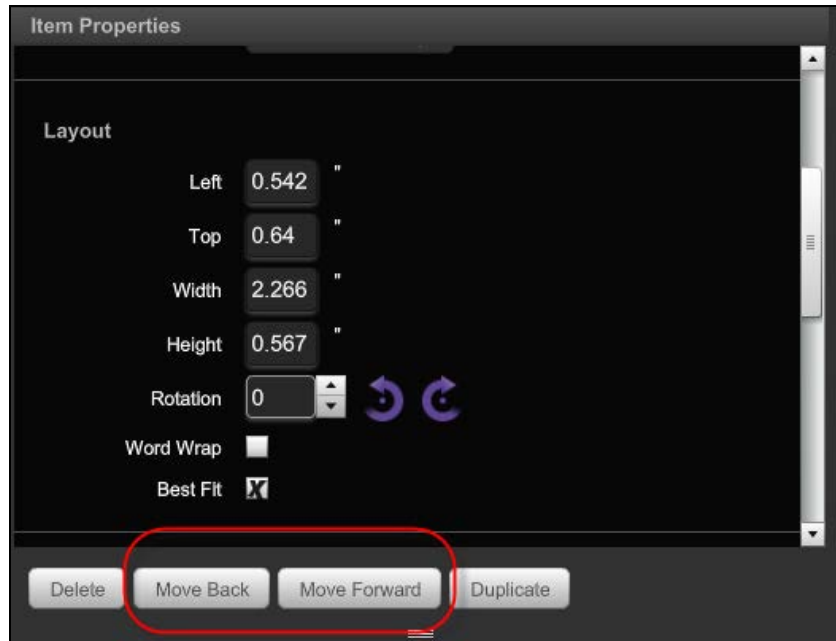 Item Properties
Layout
Left 0.542 "
Top 0.64 "
Width 2.266 "
Height 0.567 "
Rotation 0
Word Wrap
Best Fit X
Delete Move Back Move Forward Duplicate